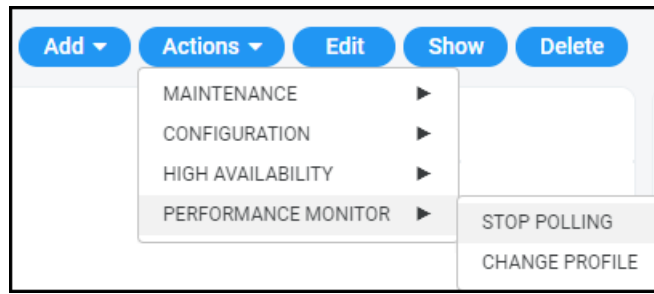 Add Actions Edit Show Delete
MAINTENANCE
CONFIGURATION
HIGH AVAILABILITY
PERFORMANCE MONITOR
STOP POLLING
CHANGE PROFILE